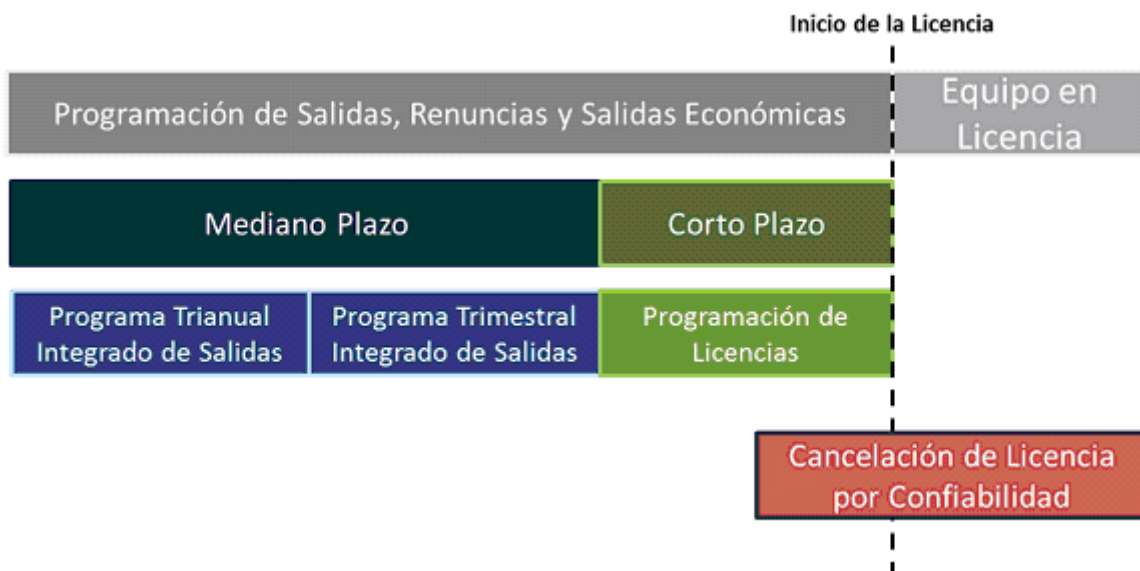 Inicio de la Licencia
Programación de Salidas, Renuncias y Salidas Económicas
Equipo en
Licencia
Mediano Plazo
Corto Plazo
Programa Trianual
Integrado de Salidas
Programa Trimestral
Integrado de Salidas
Programación de
Licencias
Cancelación de Licencia
por Confiabilidad